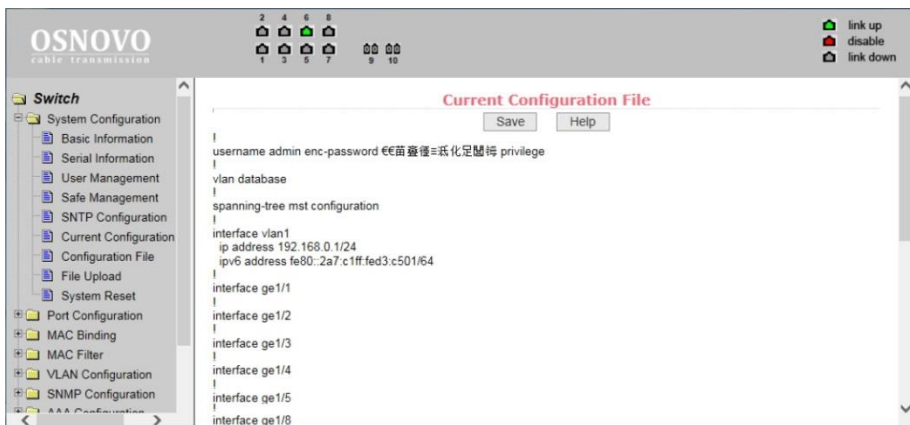 OSNOVO
cable transmission
2 4 6 8
1 3 5 7 9 10
link up
disable
link down
Switch
System Configuration
Basic Information
Serial Information
User Management
Safe Management
SNTP Configuration
Current Configuration
Configuration File
File Upload
System Reset
Port Configuration
MAC Binding
MAC Filter
VLAN Configuration
SNMP Configuration
AAA Configuration
Current Configuration File
Save Help
!
username admin enc-password privilege
!
vlan database
!
spanning-tree mst configuration
!
interface vlan1
ip address 192.168.0.1/24
ipv6 address fe80::2a7:c1ff:fed3:c501/64
!
interface ge1/1
!
interface ge1/2
!
interface ge1/3
!
interface ge1/4
!
interface ge1/5
!
interface ge1/8